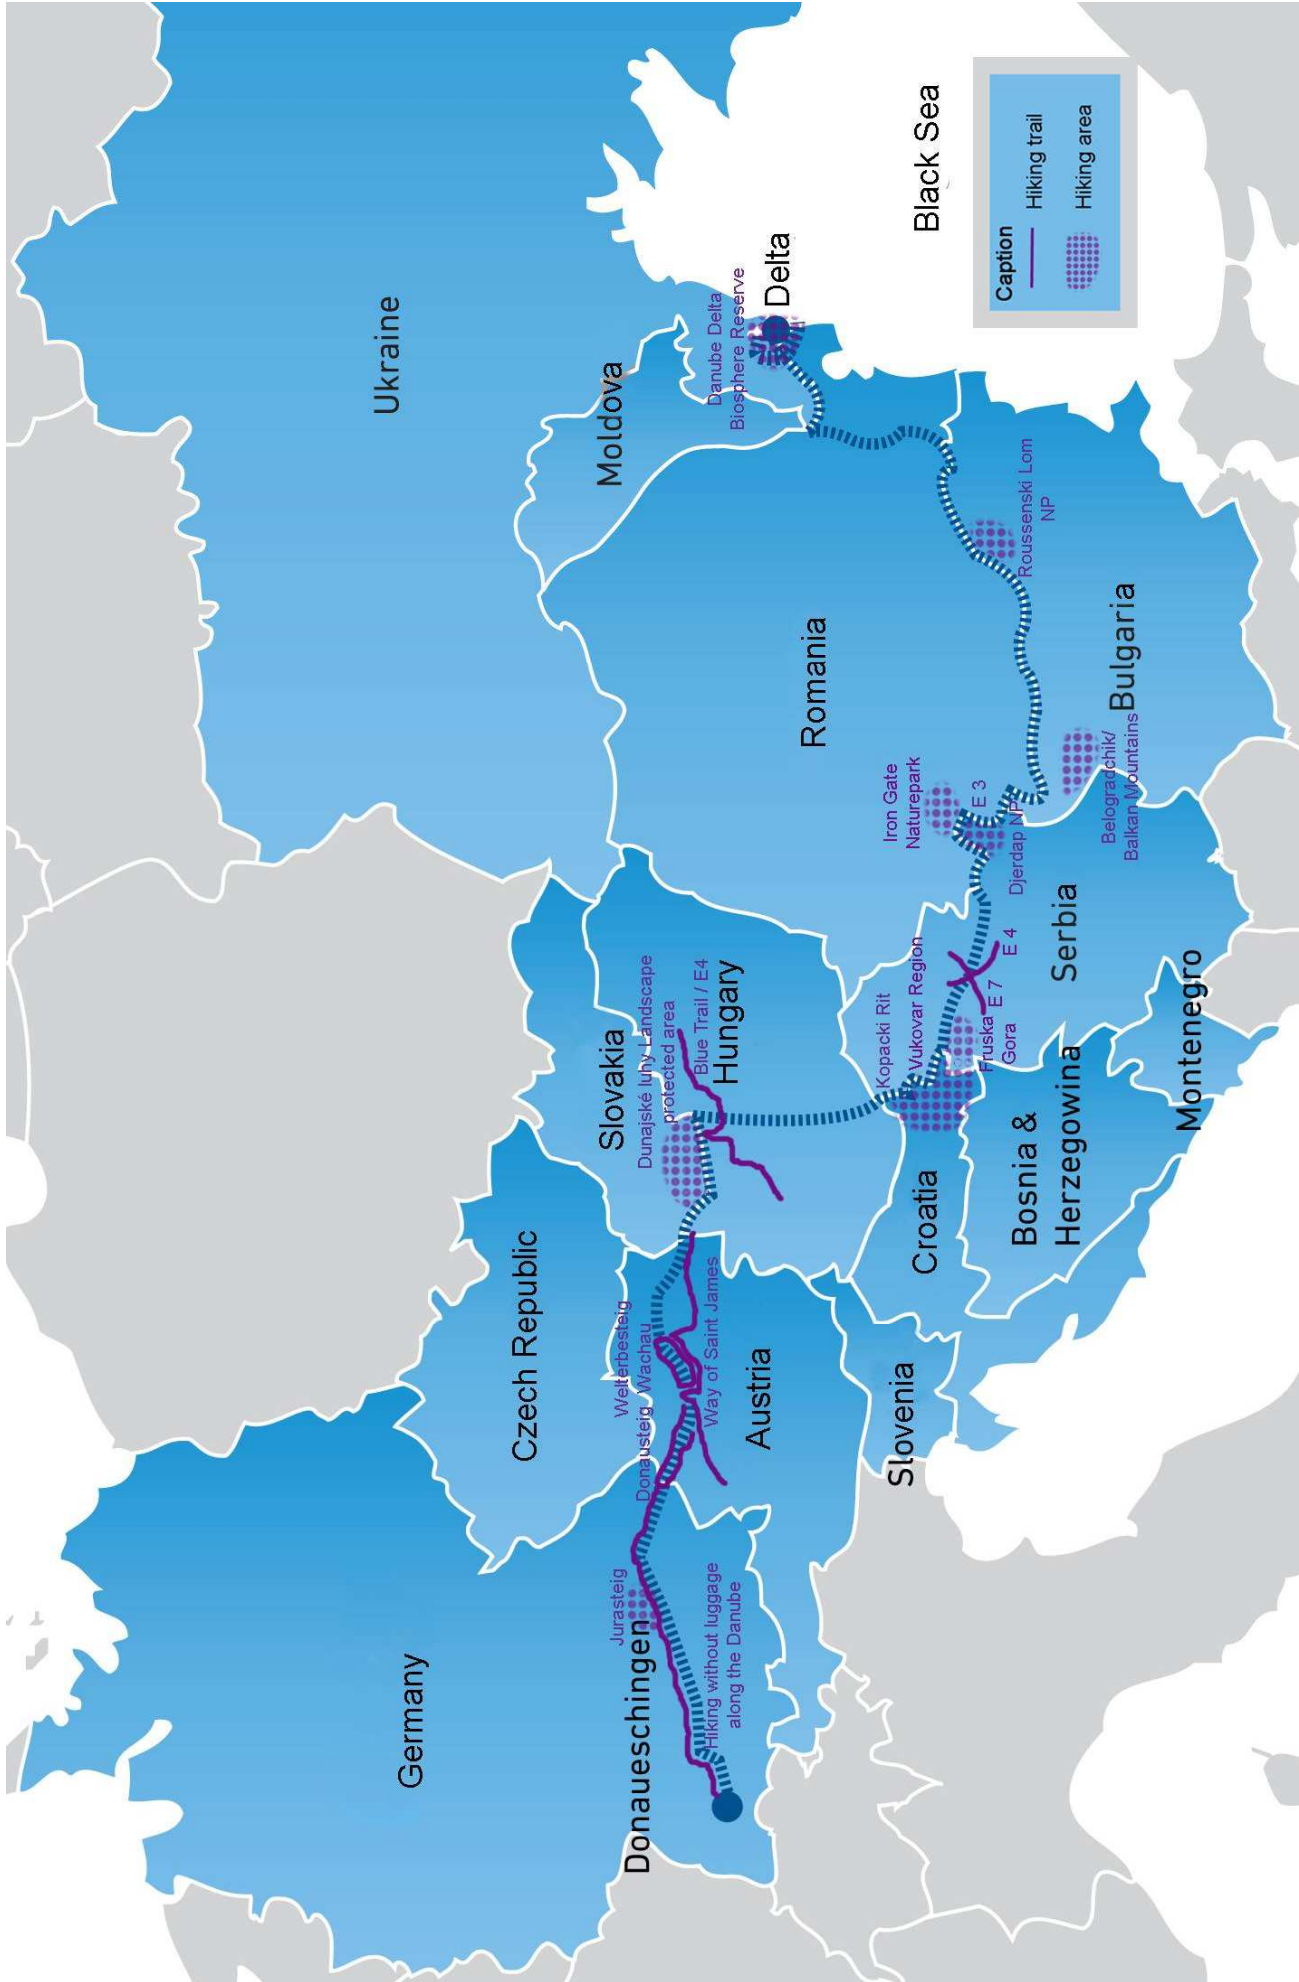 Germany
Czech Republic
Ukraine
Moldova
Donaueschingen
Jurasteig
Hiking without luggage
along the Danube
Donausteig
Welterbesteig
Wachau
Way of Saint James
Austria
Slovenia
Slovakia
Dunajské luhy Landscape
protected area
Blue Trail / E4
Hungary
Croatia
Kopacki Rit
Vukovar Region
Fruska
Gora
E 7
E 4
Bosnia &
Herzegowina
Montenegro
Serbia
Romania
Iron Gate
Naturepark
E 3
Djerdap NP
Belogradchik/
Balkan Mountains
Bulgaria
Roussenski Lom
NP
Danube Delta
Biosphere Reserve
Delta
Black Sea
Caption
Hiking trail
Hiking area